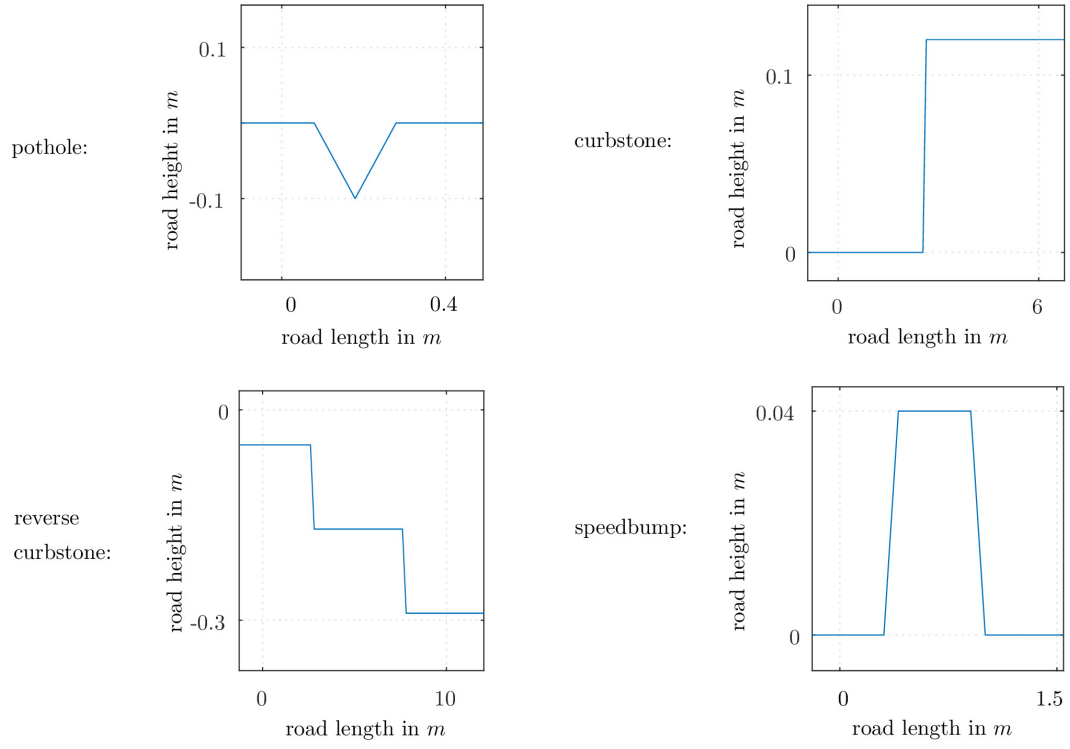 pothole:
road height in m
0.1
-0.1
0
0.4
road length in m
curbstone:
road height in m
0.1
0
0
6
road length in m
reverse
curbstone:
road height in m
0
-0.3
0
10
road length in m
speedbump:
road height in m
0.04
0
0
1.5
road length in m